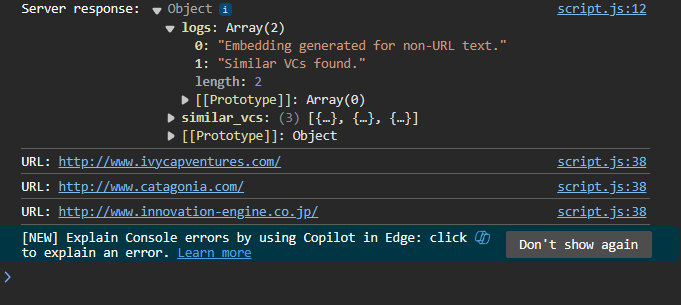 Server response: ▼ Object i script.js:12
▼ logs: Array(2)
0: "Embedding generated for non-URL text."
1: "Similar VCs found."
length: 2
▶ [[Prototype]]: Array(0)
▶ similar_vcs: (3) [{…}, {…}, {…}]
▶ [[Prototype]]: Object
URL: http://www.ivycapventures.com/ script.js:38
URL: http://www.catagonia.com/ script.js:38
URL: http://www.innovation-engine.co.jp/ script.js:38
[NEW] Explain Console errors by using Copilot in Edge: click
to explain an error. Learn more
Don't show again
>